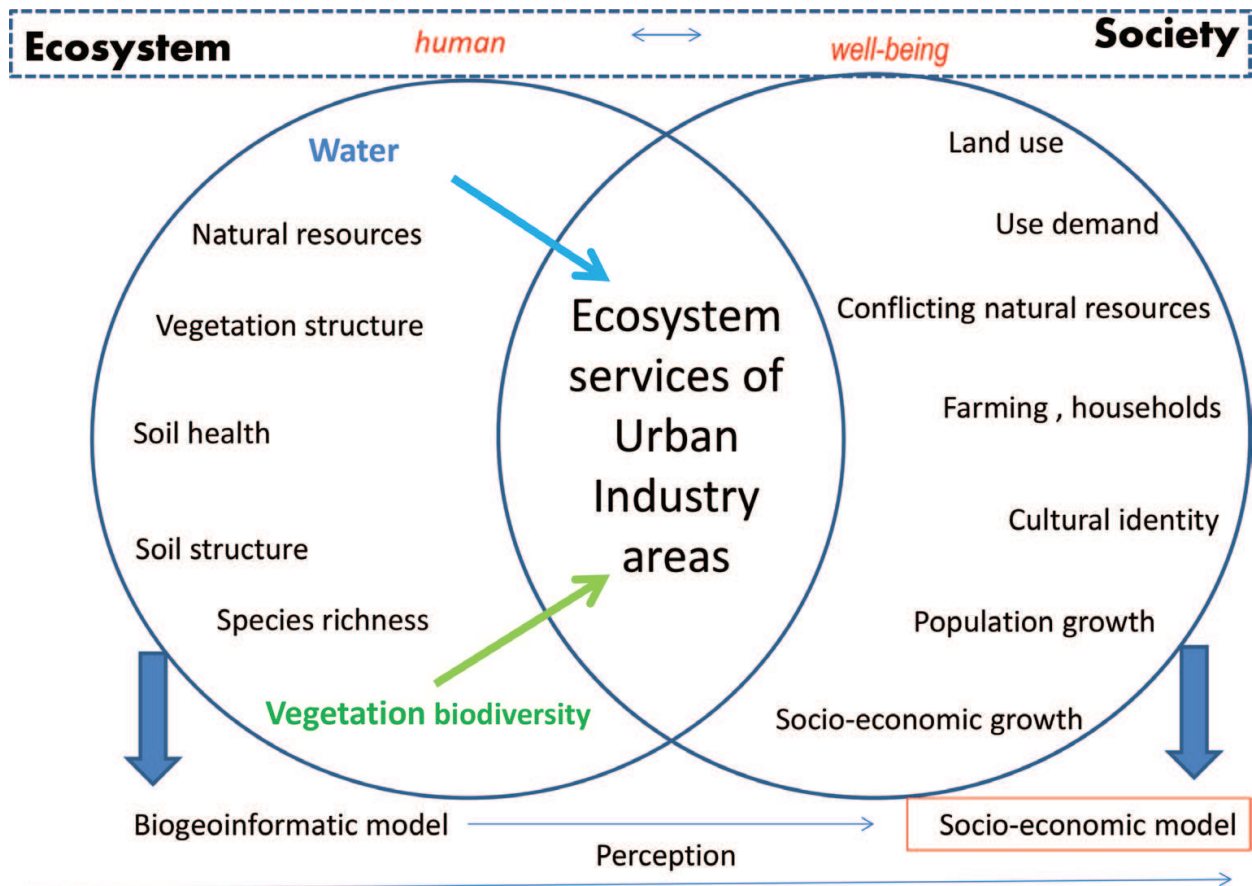 Ecosystem
human
well-being
Society
Water
Natural resources
Vegetation structure
Soil health
Soil structure
Species richness
Vegetation biodiversity
Ecosystem
services of
Urban
Industry
areas
Land use
Use demand
Conflicting natural resources
Farming , households
Cultural identity
Population growth
Socio-economic growth
Biogeoinformatic model
Socio-economic model
Perception